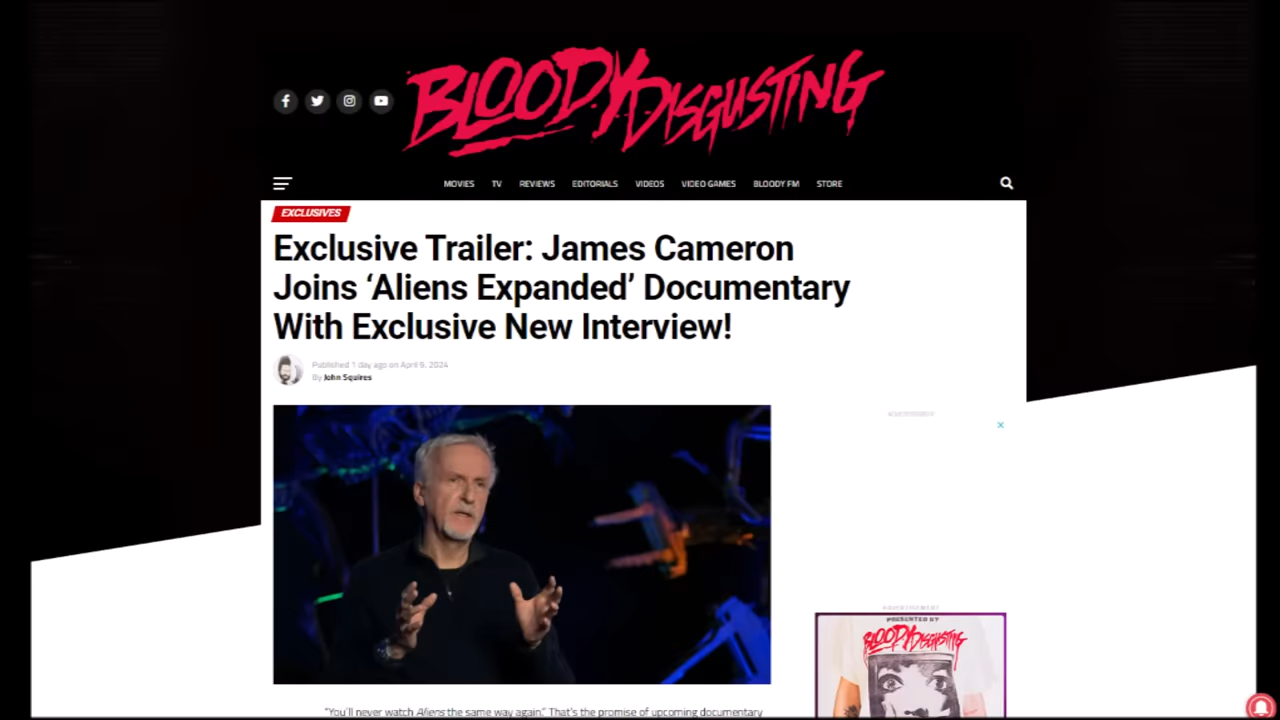 BLOODY DISGUSTING
MOVIES TV REVIEWS EDITORIALS VIDEOS VIDEO GAMES BLOODY FM STORE
EXCLUSIVES
Exclusive Trailer: James Cameron
Joins ‘Aliens Expanded’ Documentary
With Exclusive New Interview!
Published 1 day ago on April 9, 2024
By John Squires
ADVERTISEMENT
ADVERTISEMENT
PRESENTED BY
BLOODY DISGUSTING
"You'll never watch Aliens the same way again." That's the promise of upcoming documentary